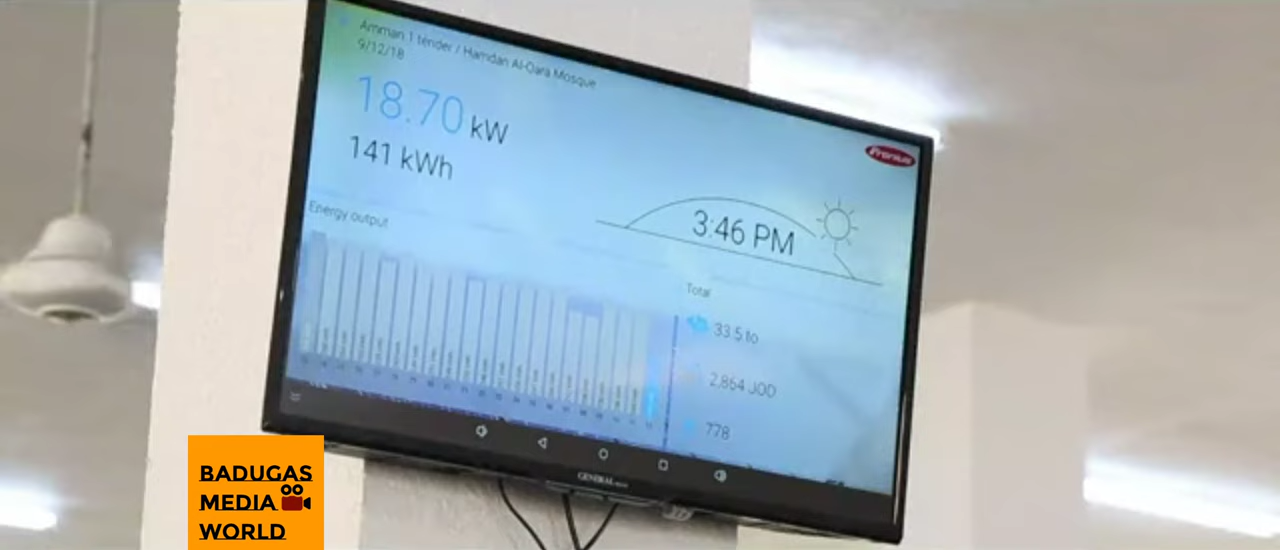 Amman 1 tender / Hamdan Al-Qara Mosque
9/12/18
18.70 kW
141 kWh
Fronius
3:46 PM
Energy output
Total
33.5 to
2,864 JOD
778
GENERAL
BADUGAS
MEDIA
WORLD